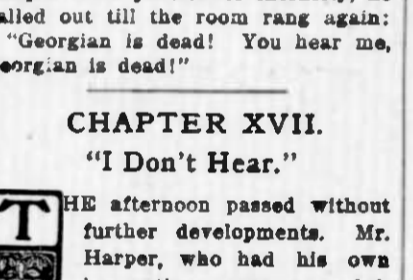 alled out till the room rang again:
"Georgian is dead! You hear me,
eorgian is dead!"
CHAPTER XVII.
"I Don't Hear."
THE afternoon passed without
further developments. Mr.
Harper, who had his own